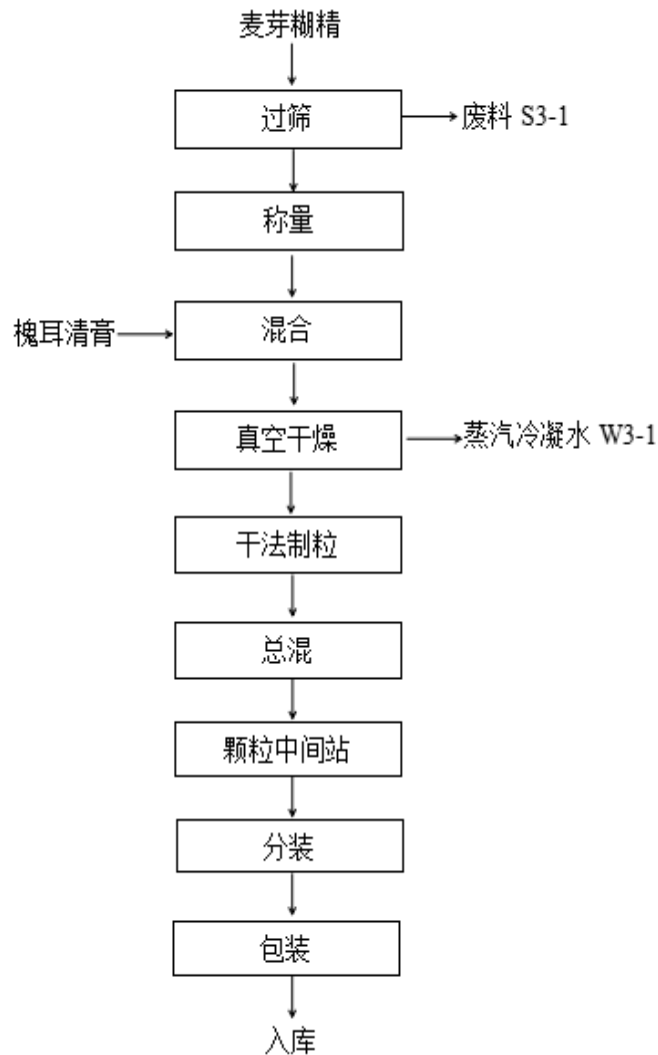 麦芽糊精
过筛
废料 S3-1
称量
槐耳清膏
混合
真空干燥
蒸汽冷凝水 W3-1
干法制粒
总混
颗粒中间站
分装
包装
入库